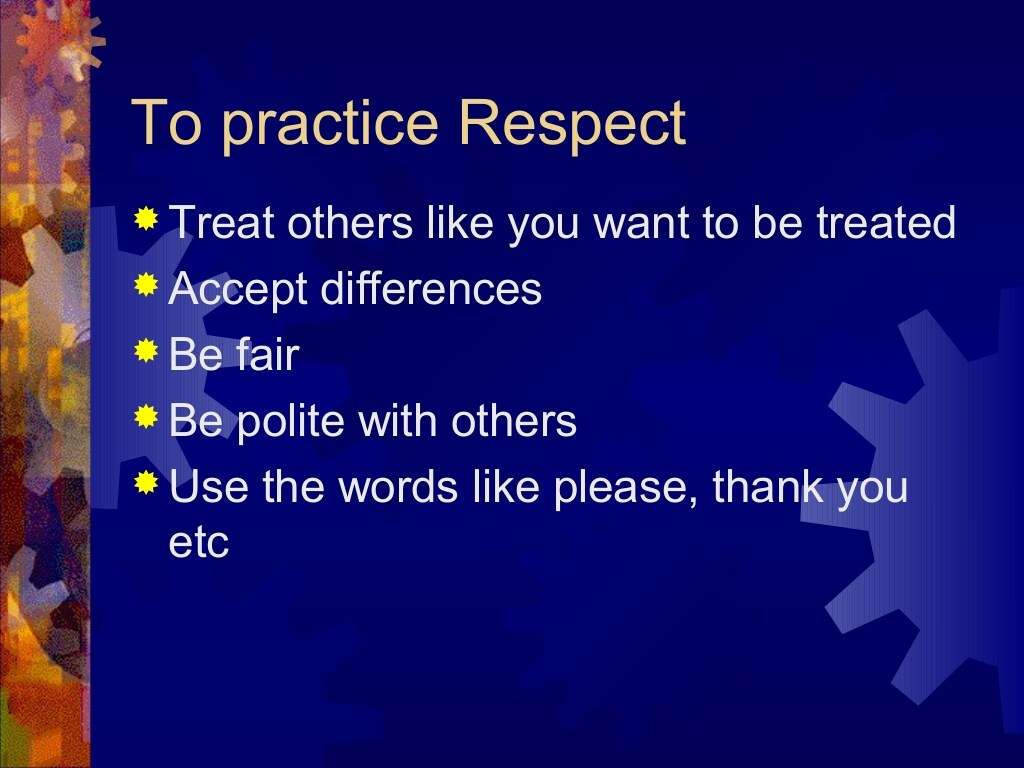 To practice Respect
Treat others like you want to be treated
Accept differences
Be fair
Be polite with others
Use the words like please, thank you
etc